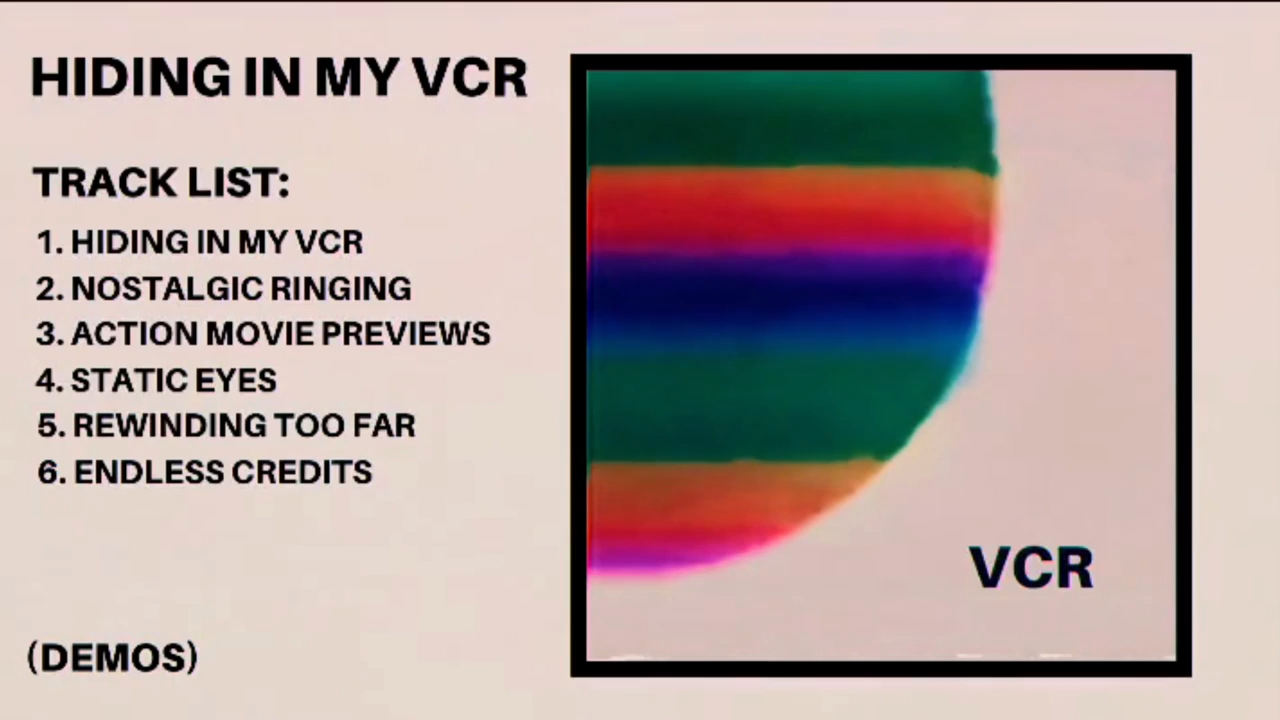 HIDING IN MY VCR
TRACK LIST:
1. HIDING IN MY VCR
2. NOSTALGIC RINGING
3. ACTION MOVIE PREVIEWS
4. STATIC EYES
5. REWINDING TOO FAR
6. ENDLESS CREDITS
(DEMOS)
VCR